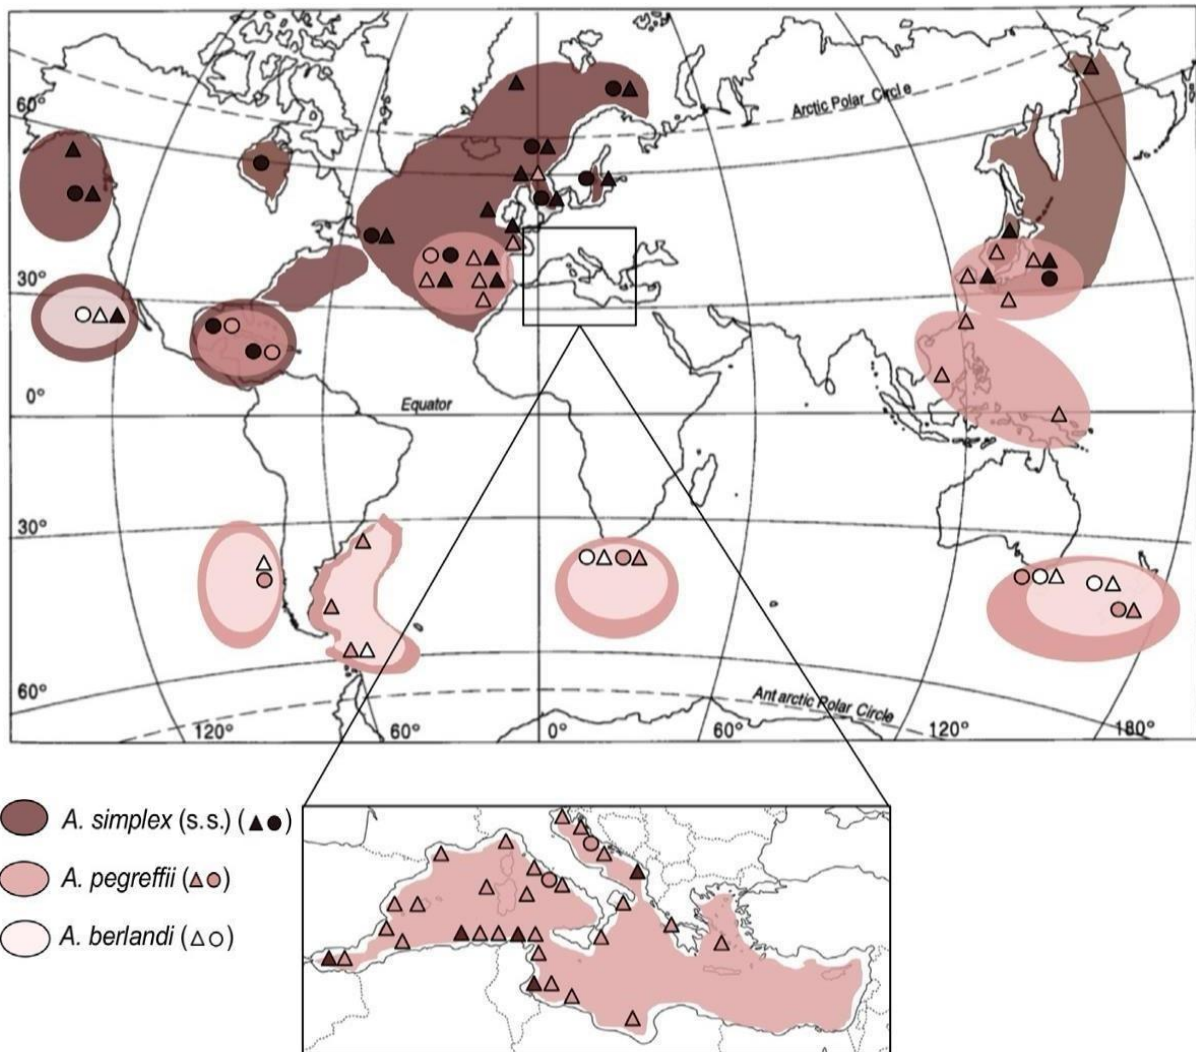 60°
Arctic Polar Circle
30°
0°
Equator
30°
60°
Antarctic Polar Circle
120° 60° 0° 60° 120° 180°
A. simplex (s.s.) (▲●)
A. pegreffii (△○)
A. berlandi (△○)